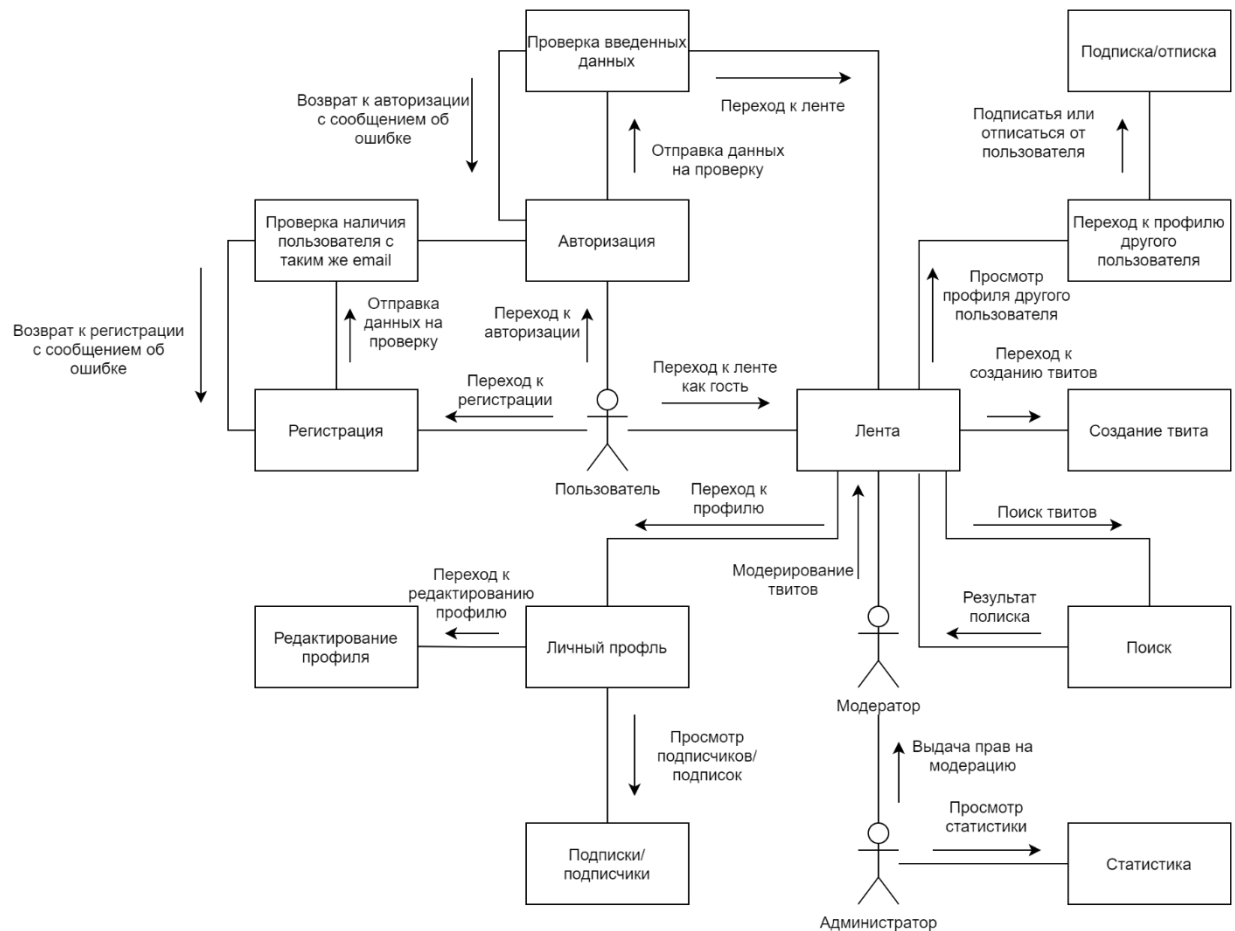 Проверка введенных
данных
Подписка/отписка
Возврат к авторизации
с сообщением об
ошибке
Переход к ленте
Подписатья или
отписаться от
пользователя
Отправка данных
на проверку
Проверка наличия
пользователя с
таким же email
Авторизация
Переход к профилю
другого
пользователя
Просмотр
профиля другого
пользователя
Возврат к регистрации
с сообщением об
ошибке
Отправка
данных на
проверку
Переход к
авторизации
Переход к
созданию твитов
Переход к
регистрации
Переход к ленте
как гость
Регистрация
Лента
Создание твита
Пользователь
Переход к
профилю
Поиск твитов
Модерирование
твитов
Переход к
редактированию
профилю
Результат
полиска
Редактирование
профиля
Личный профль
Поиск
Модератор
Просмотр
подписчиков/
подписок
Выдача прав на
модерацию
Просмотр
статистики
Подписки/
подписчики
Статистика
Администратор